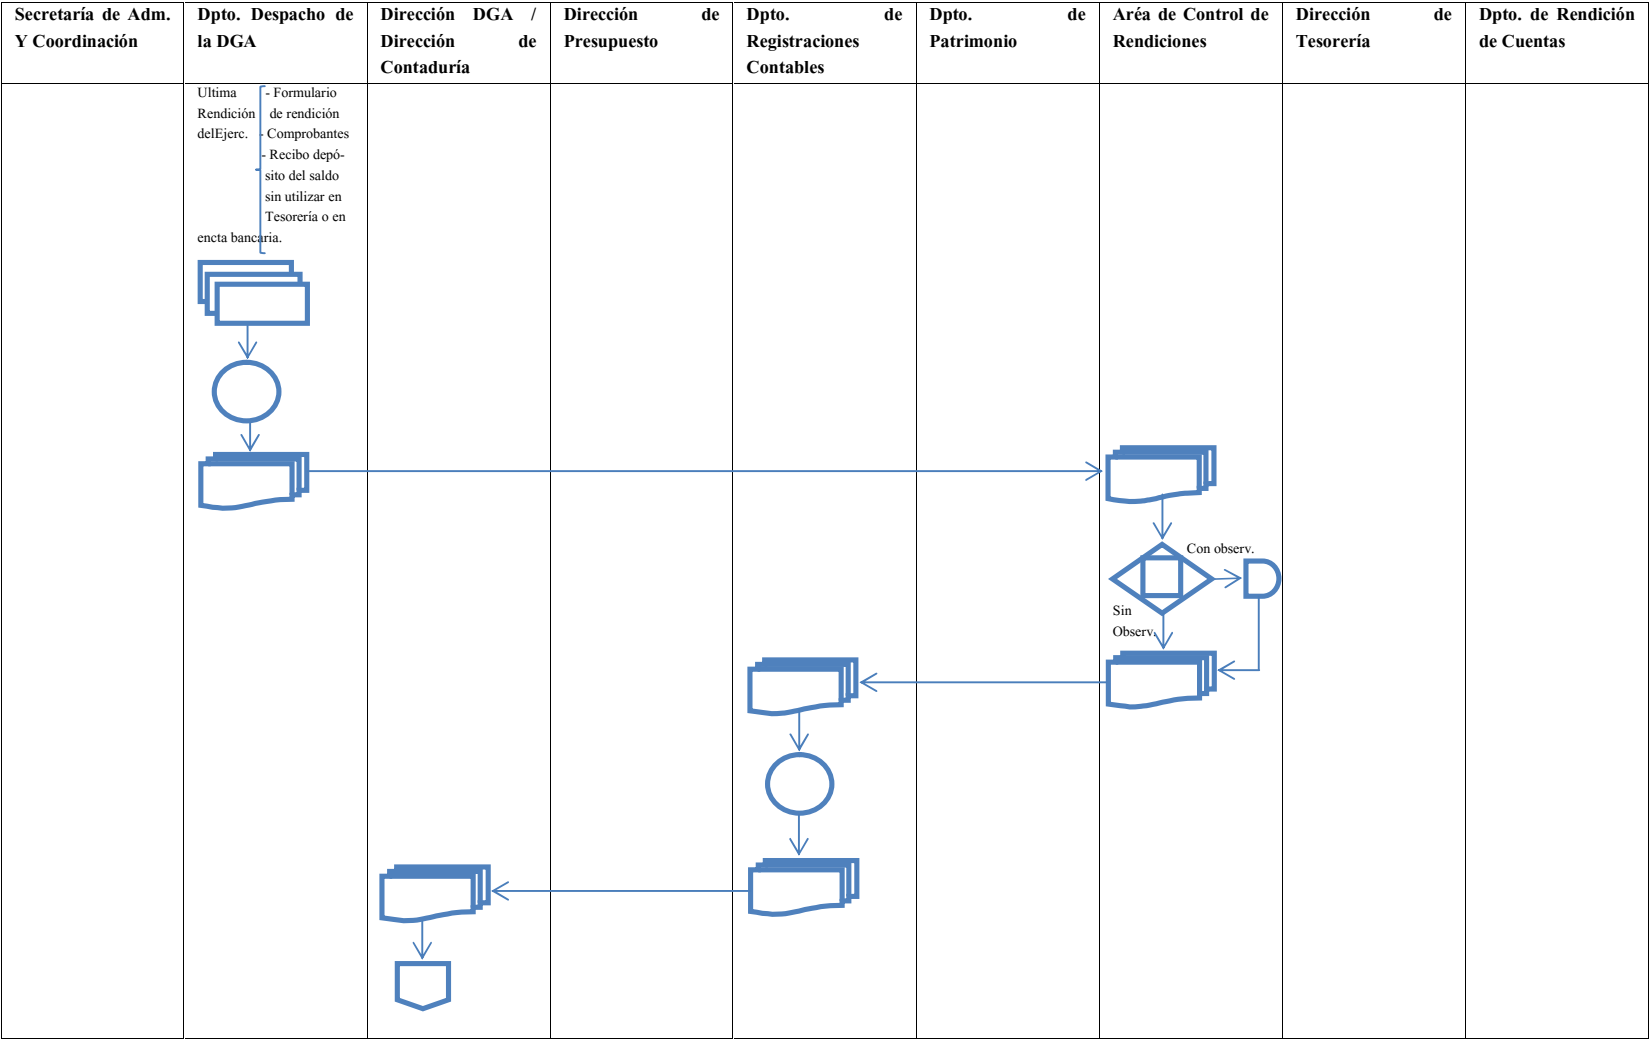 Secretaría de Adm.
Y Coordinación
Dpto. Despacho de
la DGA
Dirección DGA /
Dirección de
Contaduría
Dirección de
Presupuesto
Dpto. de
Registraciones
Contables
Dpto. de
Patrimonio
Aréa de Control de
Rendiciones
Dirección de
Tesorería
Dpto. de Rendición
de Cuentas
Ultima - Formulario
Rendición de rendición
delEjerc. - Comprobantes
- Recibo depó-
sito del saldo
sin utilizar en
Tesorería o en
encta bancaria.
Con observ.
Sin
Observ.